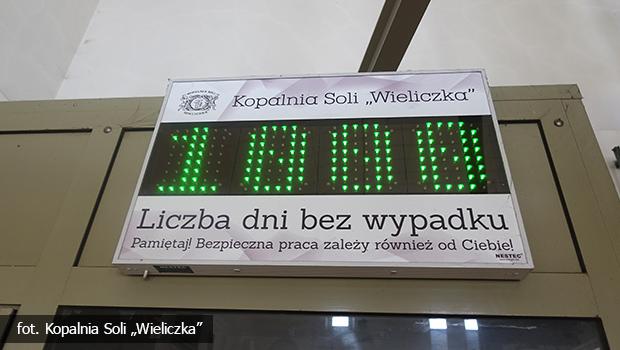 Kopalnia Soli „Wieliczka”
1000
Liczba dni bez wypadku
Pamiętaj! Bezpieczna praca zależy również od Ciebie!
NESTEC
fot. Kopalnia Soli „Wieliczka”